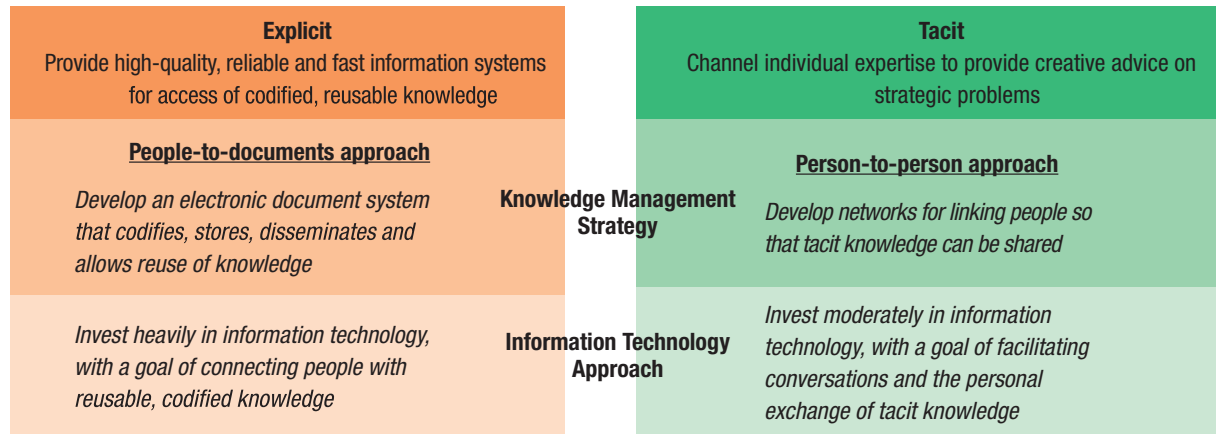 Explicit
Provide high-quality, reliable and fast information systems
for access of codified, reusable knowledge
Tacit
Channel individual expertise to provide creative advice on
strategic problems
People-to-documents approach
Develop an electronic document system
that codifies, stores, disseminates and
allows reuse of knowledge
Knowledge Management
Strategy
Person-to-person approach
Develop networks for linking people so
that tacit knowledge can be shared
Invest heavily in information technology,
with a goal of connecting people with
reusable, codified knowledge
Information Technology
Approach
Invest moderately in information
technology, with a goal of facilitating
conversations and the personal
exchange of tacit knowledge